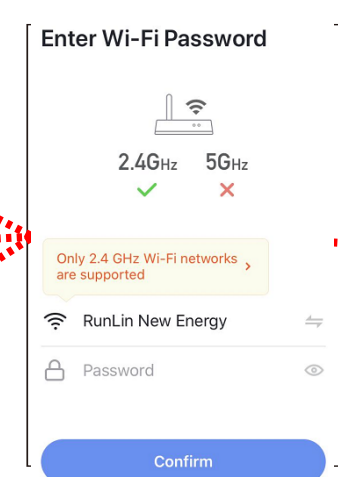 Enter Wi-Fi Password
2.4GHz 5GHz
Only 2.4 GHz Wi-Fi networks
are supported
RunLin New Energy
Password
Confirm